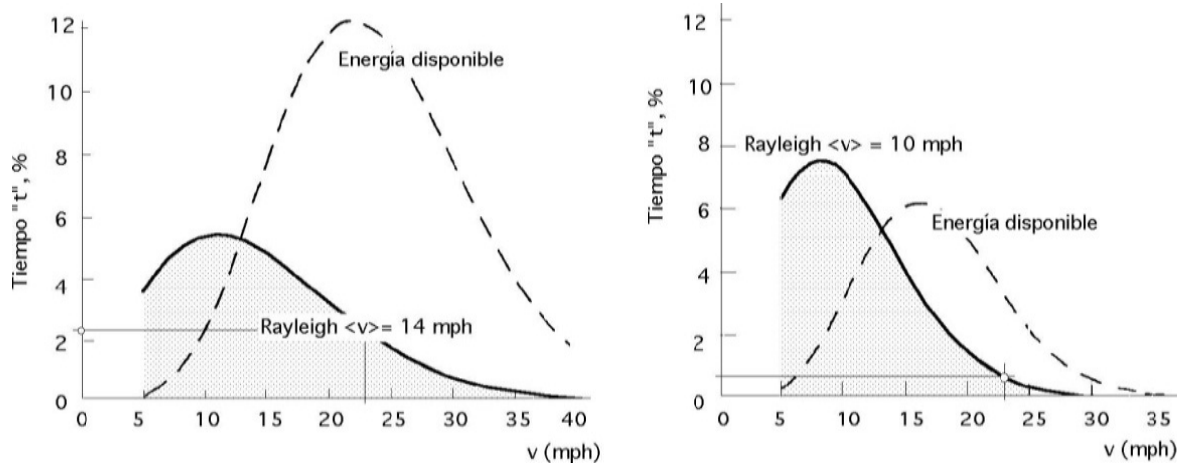 Tiempo "t", %
12
10
8
6
4
2
0
Energía disponible
Rayleigh <v>= 14 mph
0 5 10 15 20 25 30 35 40
v (mph)
Tiempo "t", %
12
10
8
6
4
2
0
Rayleigh <v> = 10 mph
Energía disponible
0 5 10 15 20 25 30 35
v (mph)